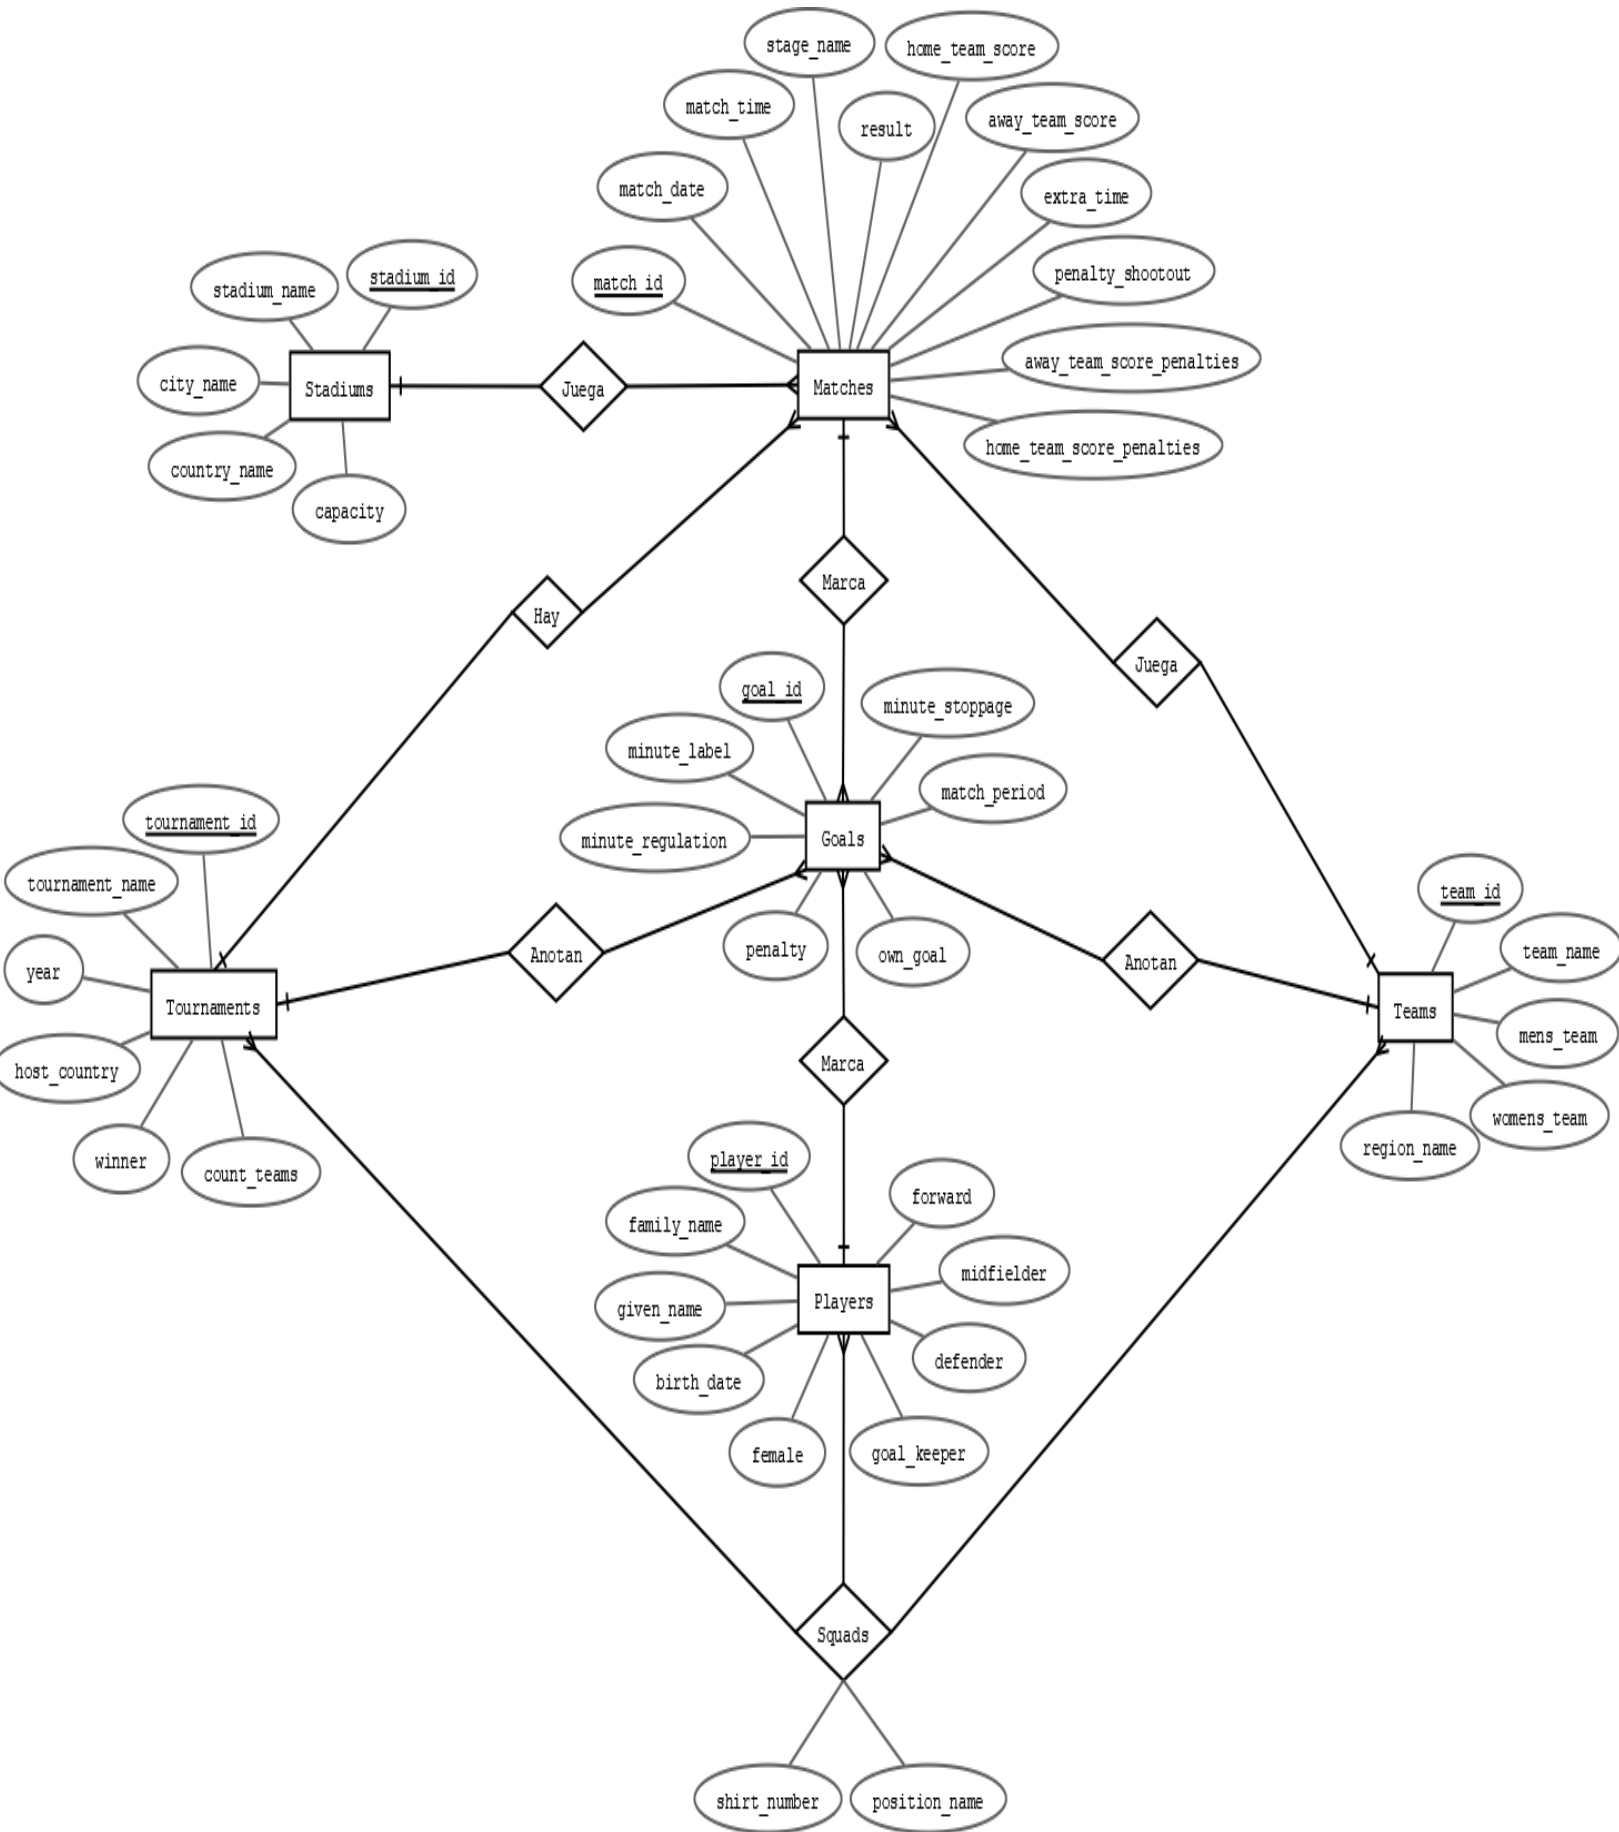 stage_name
home_team_score
match_time
result
away_team_score
match_date
extra_time
match_id
penalty_shootout
stadium_name
stadium_id
city_name
Stadiums
Juega
Matches
away_team_score_penalties
country_name
capacity
home_team_score_penalties
Marca
Hay
Juega
goal_id
minute_stoppage
minute_label
match_period
minute_regulation
Goals
tournament_id
tournament_name
year
Tournaments
host_country
winner
count_teams
Anotan
penalty
own_goal
Anotan
team_id
team_name
Teams
mens_team
womens_team
region_name
Marca
player_id
forward
family_name
midfielder
given_name
Players
defender
birth_date
female
goal_keeper
Squads
shirt_number
position_name